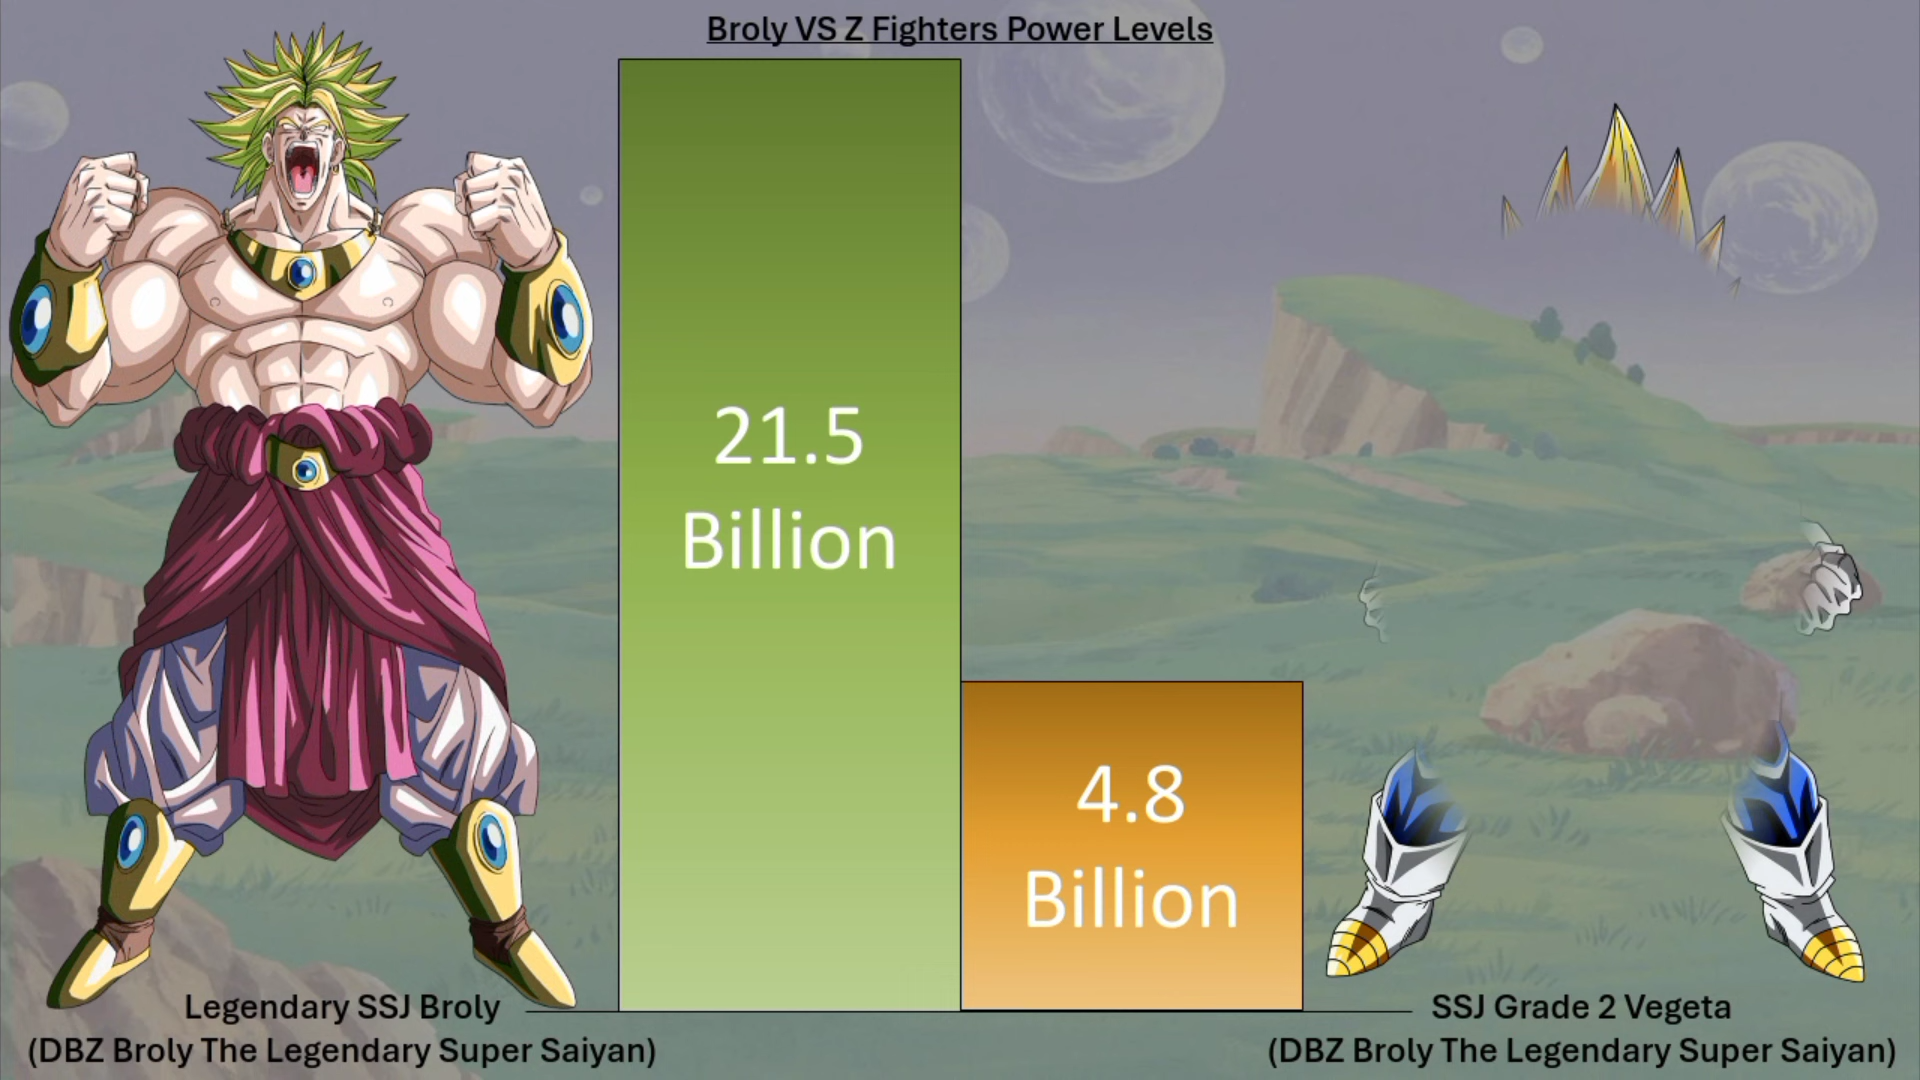 Broly VS Z Fighters Power Levels
21.5
Billion
4.8
Billion
Legendary SSJ Broly
(DBZ Broly The Legendary Super Saiyan)
SSJ Grade 2 Vegeta
(DBZ Broly The Legendary Super Saiyan)